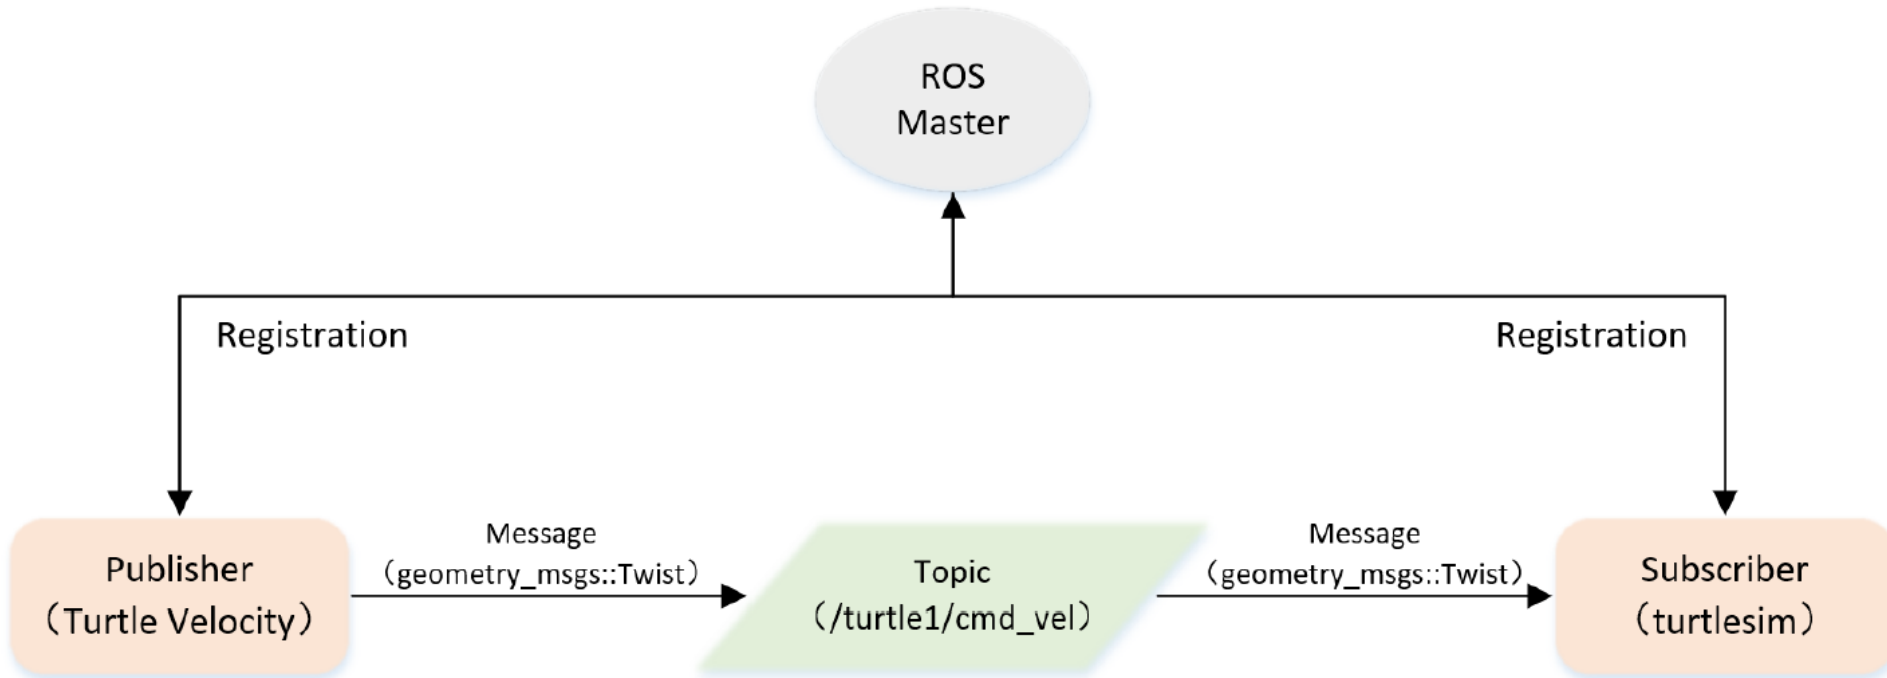 ROS
Master
Registration
Registration
Message
（geometry_msgs::Twist）
Message
（geometry_msgs::Twist）
Publisher
（Turtle Velocity）
Topic
（/turtle1/cmd_vel）
Subscriber
（turtlesim）